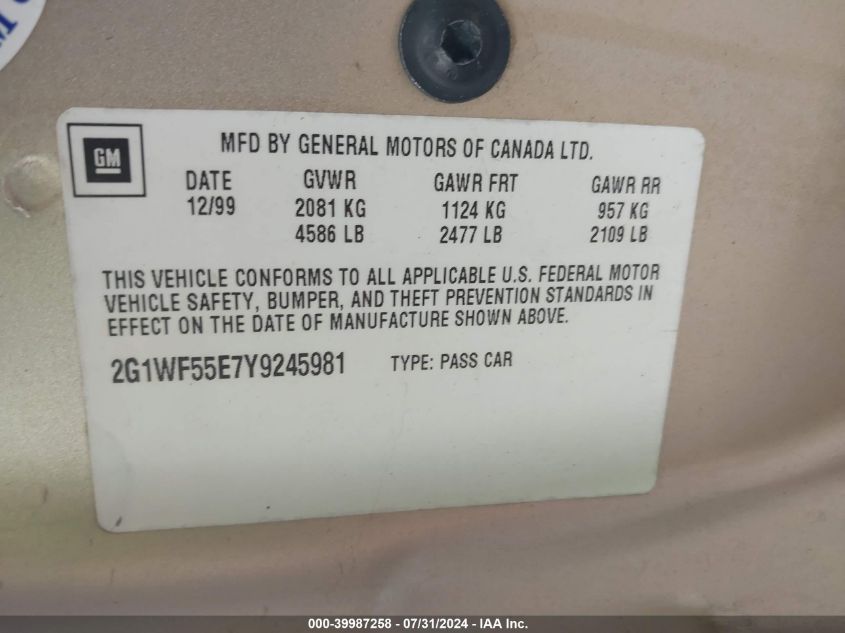 GM
MFD BY GENERAL MOTORS OF CANADA LTD.
DATE GVWR GAWR FRT GAWR RR
12/99 2081 KG 1124 KG 957 KG
4586 LB 2477 LB 2109 LB
THIS VEHICLE CONFORMS TO ALL APPLICABLE U.S. FEDERAL MOTOR
VEHICLE SAFETY, BUMPER, AND THEFT PREVENTION STANDARDS IN
EFFECT ON THE DATE OF MANUFACTURE SHOWN ABOVE.
2G1WF55E7Y9245981 TYPE: PASS CAR
000-39987258 - 07/31/2024 - IAA Inc.